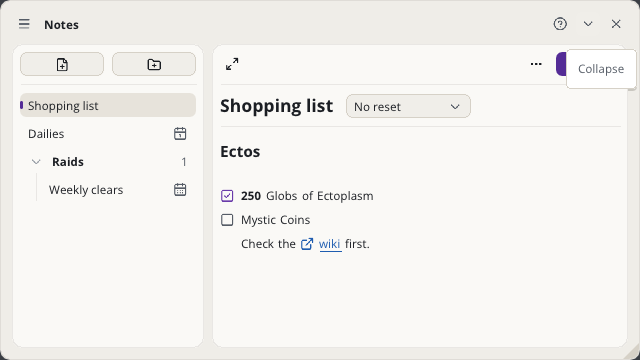 Notes
Collapse
Shopping list
Dailies
Raids 1
Weekly clears
Shopping list
No reset
Ectos
250 Globs of Ectoplasm
Mystic Coins
Check the wiki first.